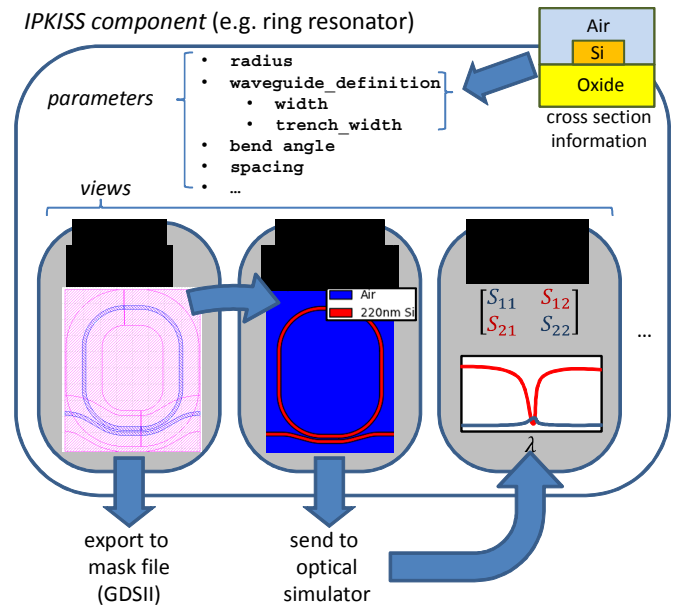 IPKISS component (e.g. ring resonator)
parameters
• radius
• waveguide_definition
• width
• trench_width
• bend angle
• spacing
• …
Air
Si
Oxide
cross section
information
views
Air
220nm Si
S11 S12
S21 S22
...
λ
export to
mask file
(GDSII)
send to
optical
simulator